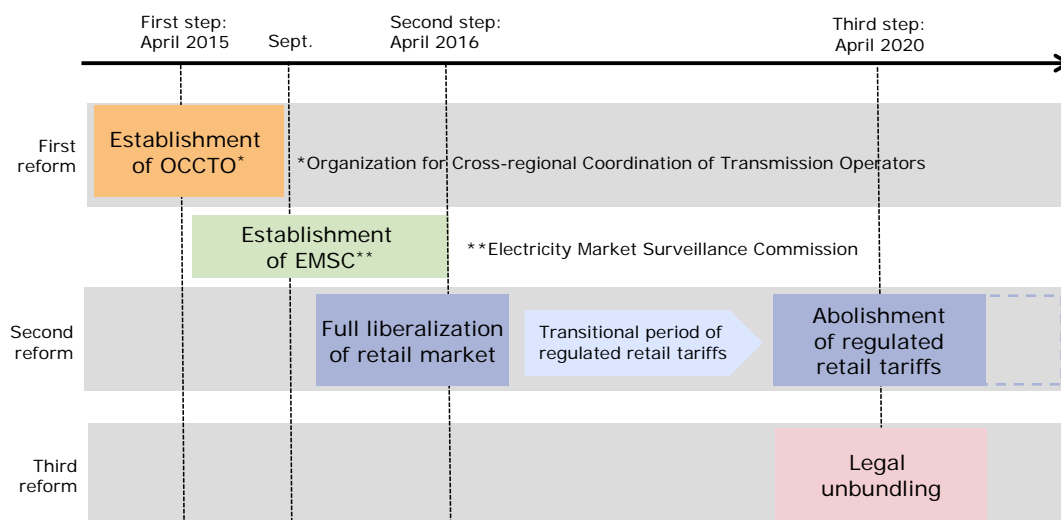 First step:
April 2015
Sept.
Second step:
April 2016
Third step:
April 2020
First
reform
Establishment
of OCCTO*
*Organization for Cross-regional Coordination of Transmission Operators
Establishment
of EMSC**
**Electricity Market Surveillance Commission
Second
reform
Full liberalization
of retail market
Transitional period of
regulated retail tariffs
Abolishment
of regulated
retail tariffs
Third
reform
Legal
unbundling